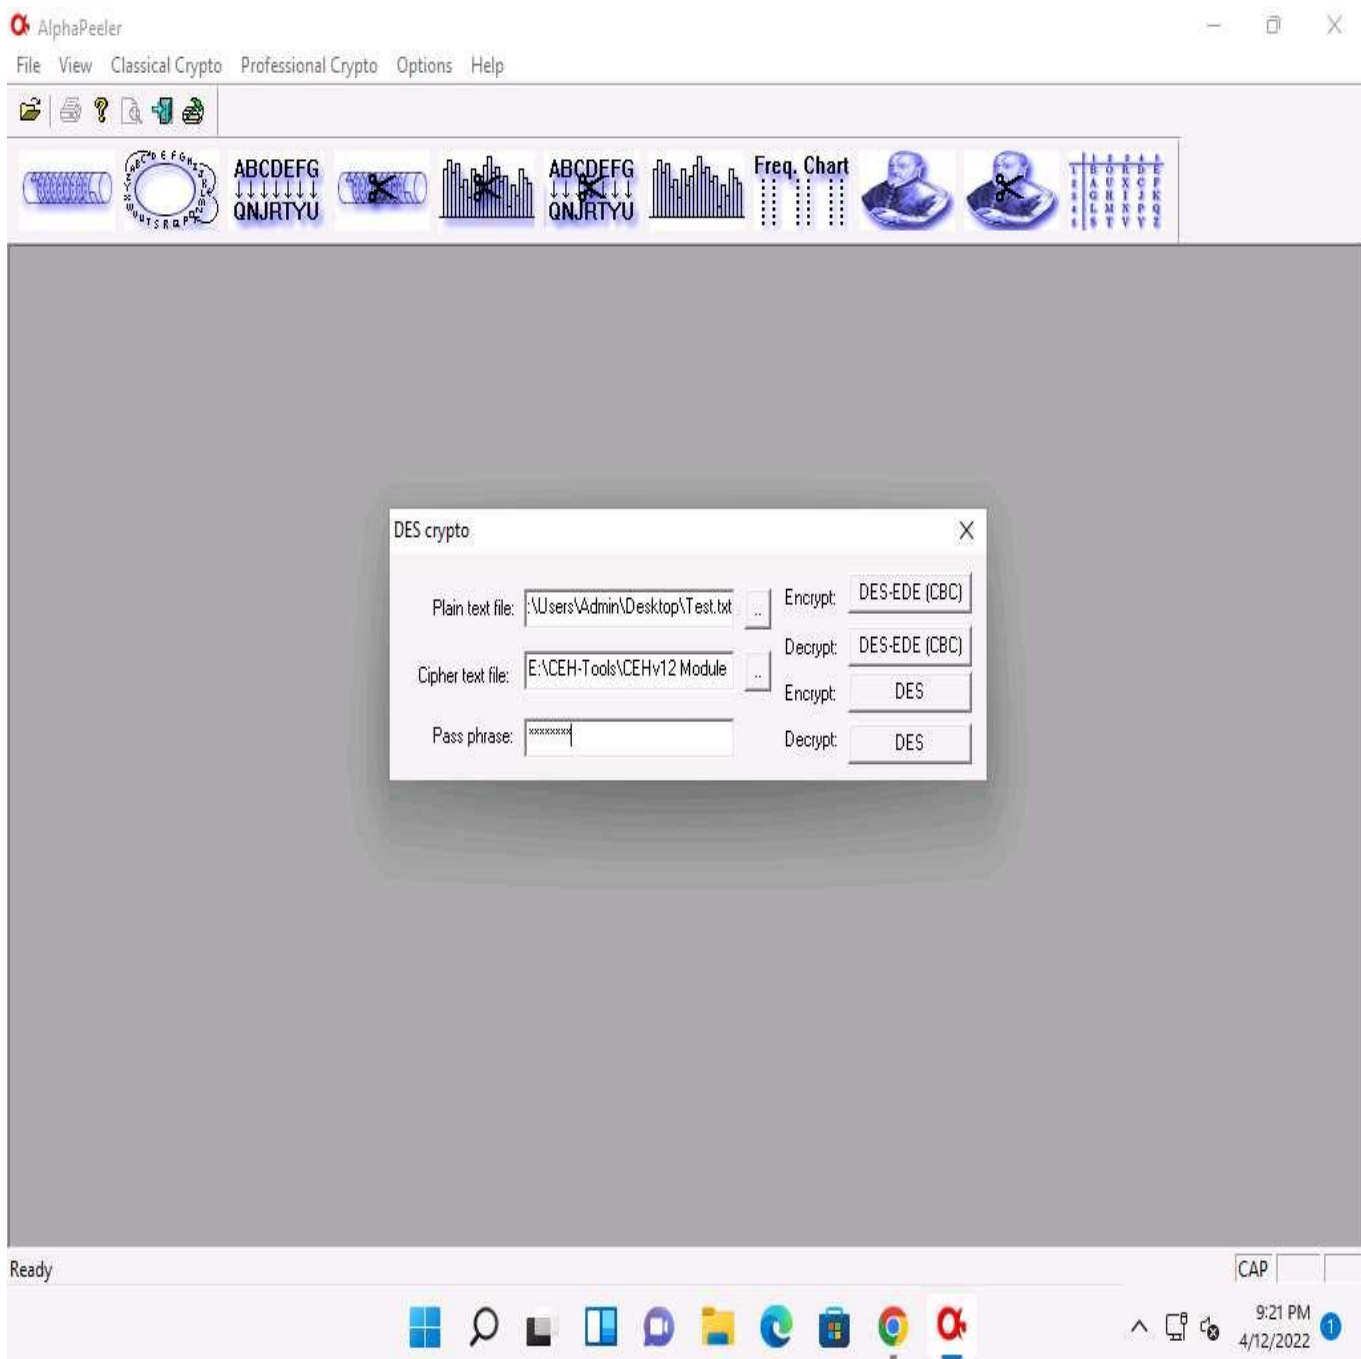 AlphaPeeler
File View Classical Crypto Professional Crypto Options Help
ABCDEFG
QNJRTYU
ABCDEFG
QNJRTYU
Freq. Chart
DES crypto
Plain text file: :\Users\Admin\Desktop\Test.txt .. Encrypt: DES-EDE (CBC)
Decrypt: DES-EDE (CBC)
Cipher text file: E:\CEH-Tools\CEHv12 Module ..
Encrypt: DES
Pass phrase: xxxxxxxx
Decrypt: DES
Ready
CAP
9:21 PM
4/12/2022
1